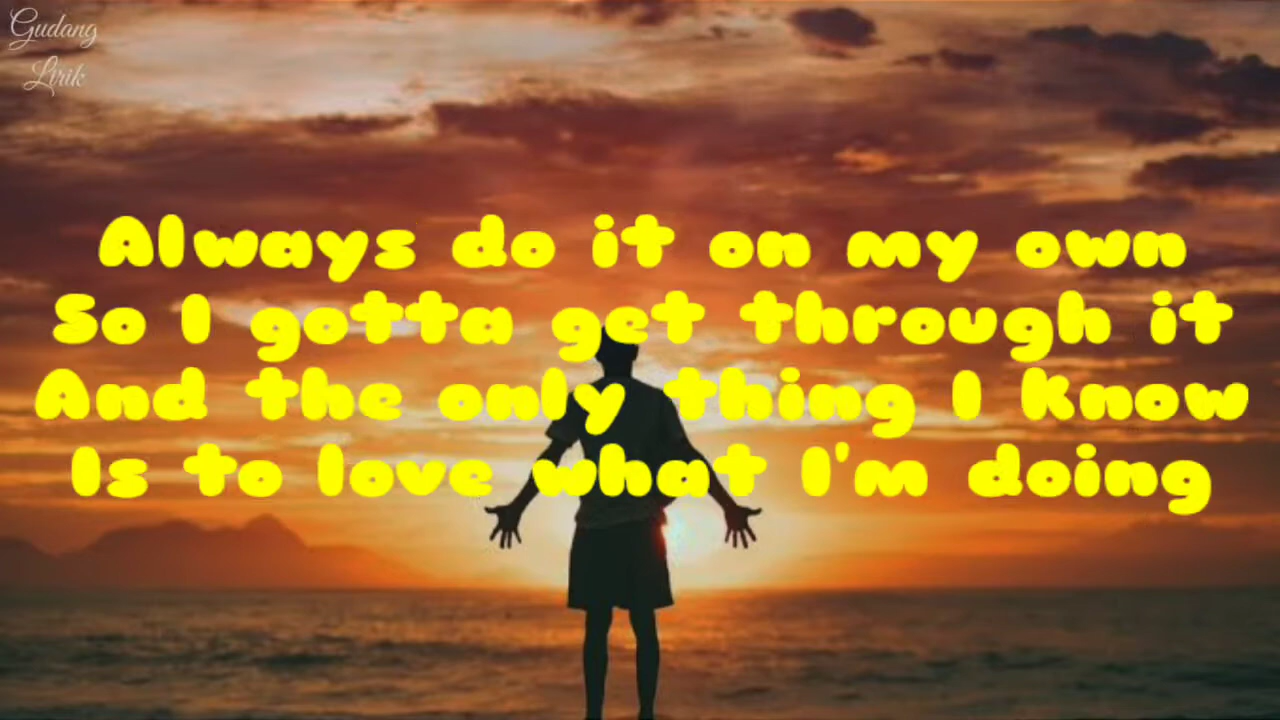 Gudang
Lirik
Always do it on my own
So I gotta get through it
And the only thing I know
Is to love what I'm doing